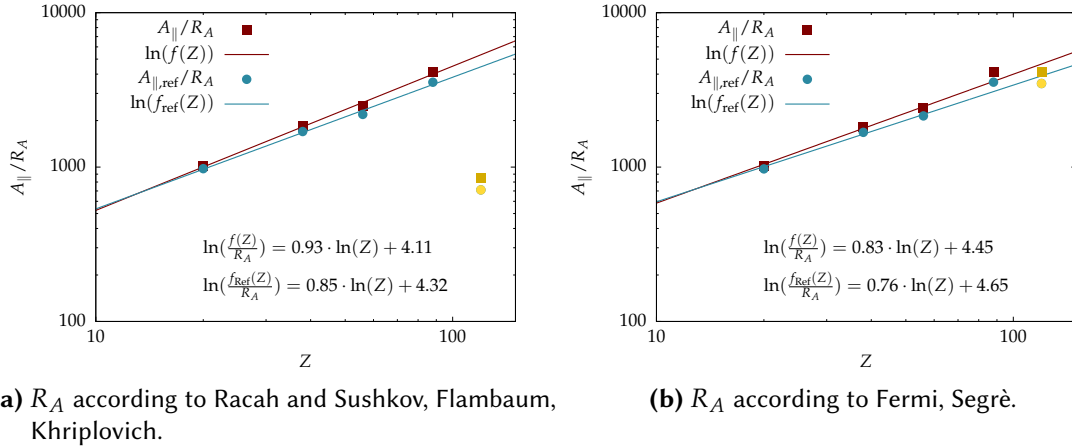 10000
1000
100
10
100
A∥/R_A
Z
A∥/R_A
ln(f(Z))
A∥,ref/R_A
ln(f_ref(Z))
ln(f(Z)/R_A) = 0.93 · ln(Z) + 4.11
ln(f_Ref(Z)/R_A) = 0.85 · ln(Z) + 4.32
10000
1000
100
10
100
A∥/R_A
Z
A∥/R_A
ln(f(Z))
A∥,ref/R_A
ln(f_ref(Z))
ln(f(Z)/R_A) = 0.83 · ln(Z) + 4.45
ln(f_Ref(Z)/R_A) = 0.76 · ln(Z) + 4.65
a) R_A according to Racah and Sushkov, Flambaum,
Khriplovich.
(b) R_A according to Fermi, Segrè.